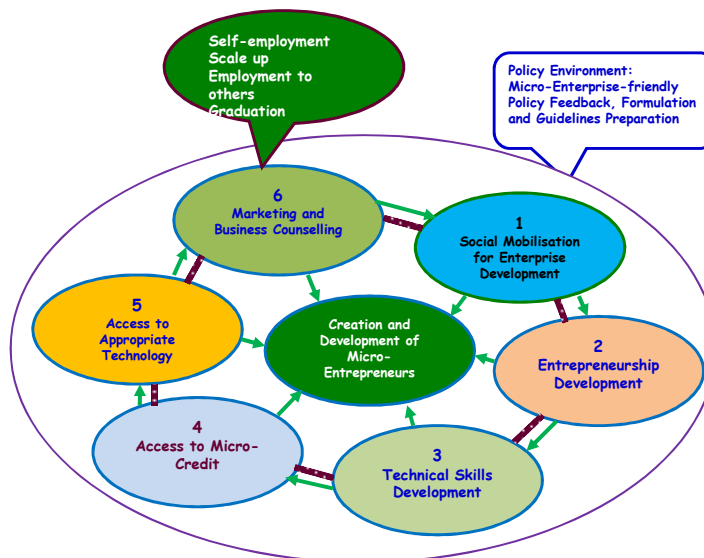 Self-employment
Scale up
Employment to
others
Graduation
Policy Environment:
Micro-Enterprise-friendly
Policy Feedback, Formulation
and Guidelines Preparation
6
Marketing and
Business Counselling
1
Social Mobilisation
for Enterprise
Development
5
Access to
Appropriate
Technology
Creation and
Development of
Micro-
Entrepreneurs
2
Entrepreneurship
Development
4
Access to Micro-
Credit
3
Technical Skills
Development